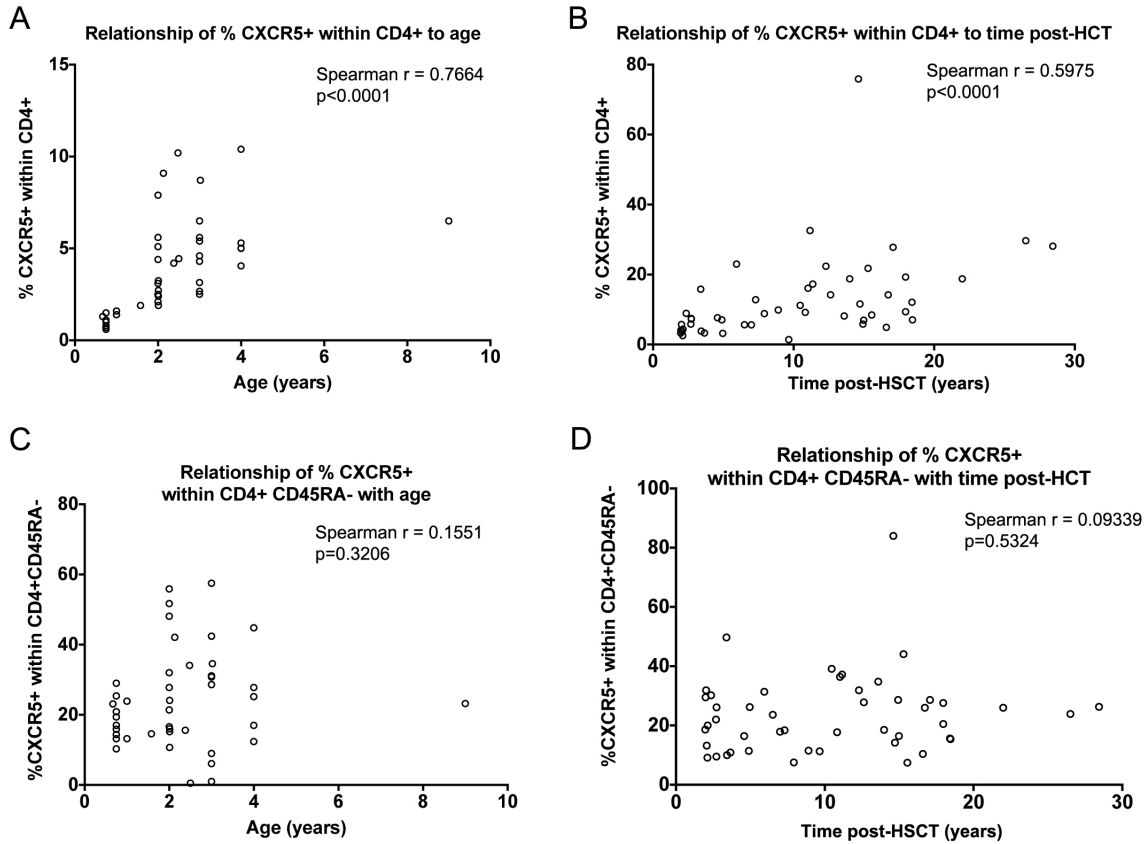 A
Relationship of % CXCR5+ within CD4+ to age
Spearman r = 0.7664
p<0.0001
% CXCR5+ within CD4+
15
10
5
0
0 2 4 6 8 10
Age (years)
B
Relationship of % CXCR5+ within CD4+ to time post-HCT
Spearman r = 0.5975
p<0.0001
% CXCR5+ within CD4+
80
60
40
20
0
0 10 20 30
Time post-HSCT (years)
C
Relationship of % CXCR5+
within CD4+ CD45RA- with age
Spearman r = 0.1551
p=0.3206
%CXCR5+ within CD4+CD45RA-
80
60
40
20
0
0 2 4 6 8 10
Age (years)
D
Relationship of % CXCR5+
within CD4+ CD45RA- with time post-HCT
Spearman r = 0.09339
p=0.5324
%CXCR5+ within CD4+CD45RA-
100
80
60
40
20
0
0 10 20 30
Time post-HSCT (years)